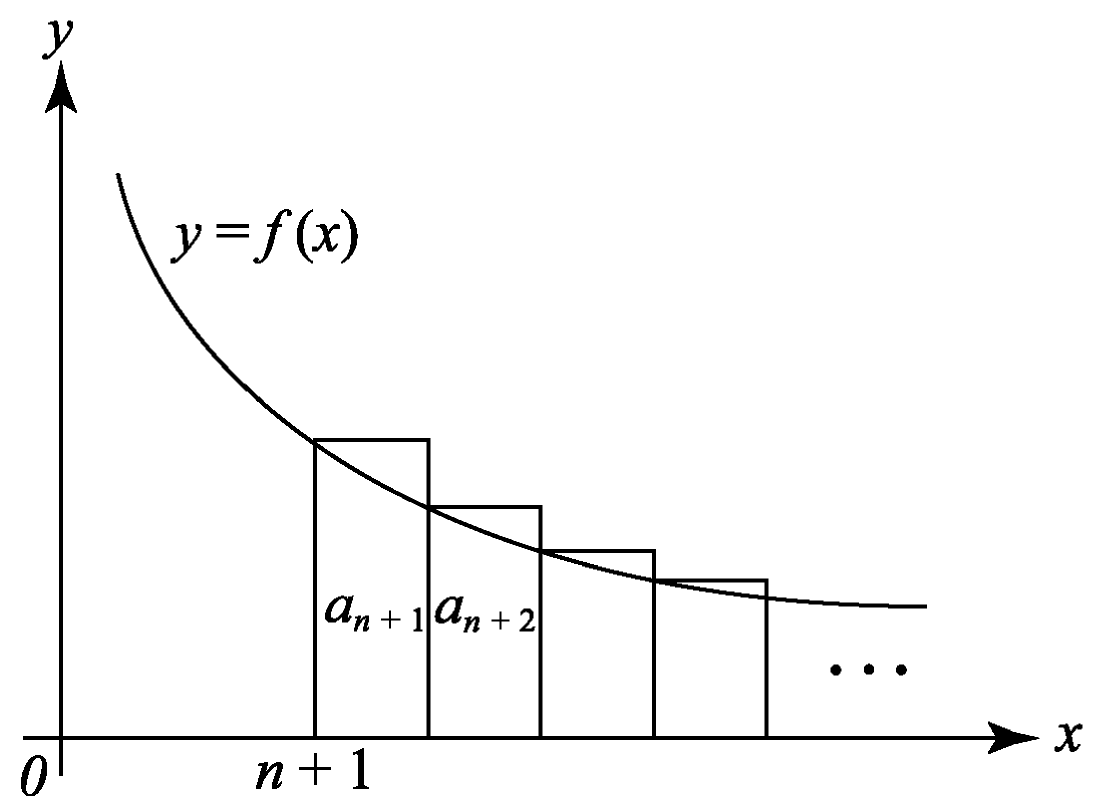 y
y = f(x)
a_{n + 1} a_{n + 2}
...
x
0
n + 1